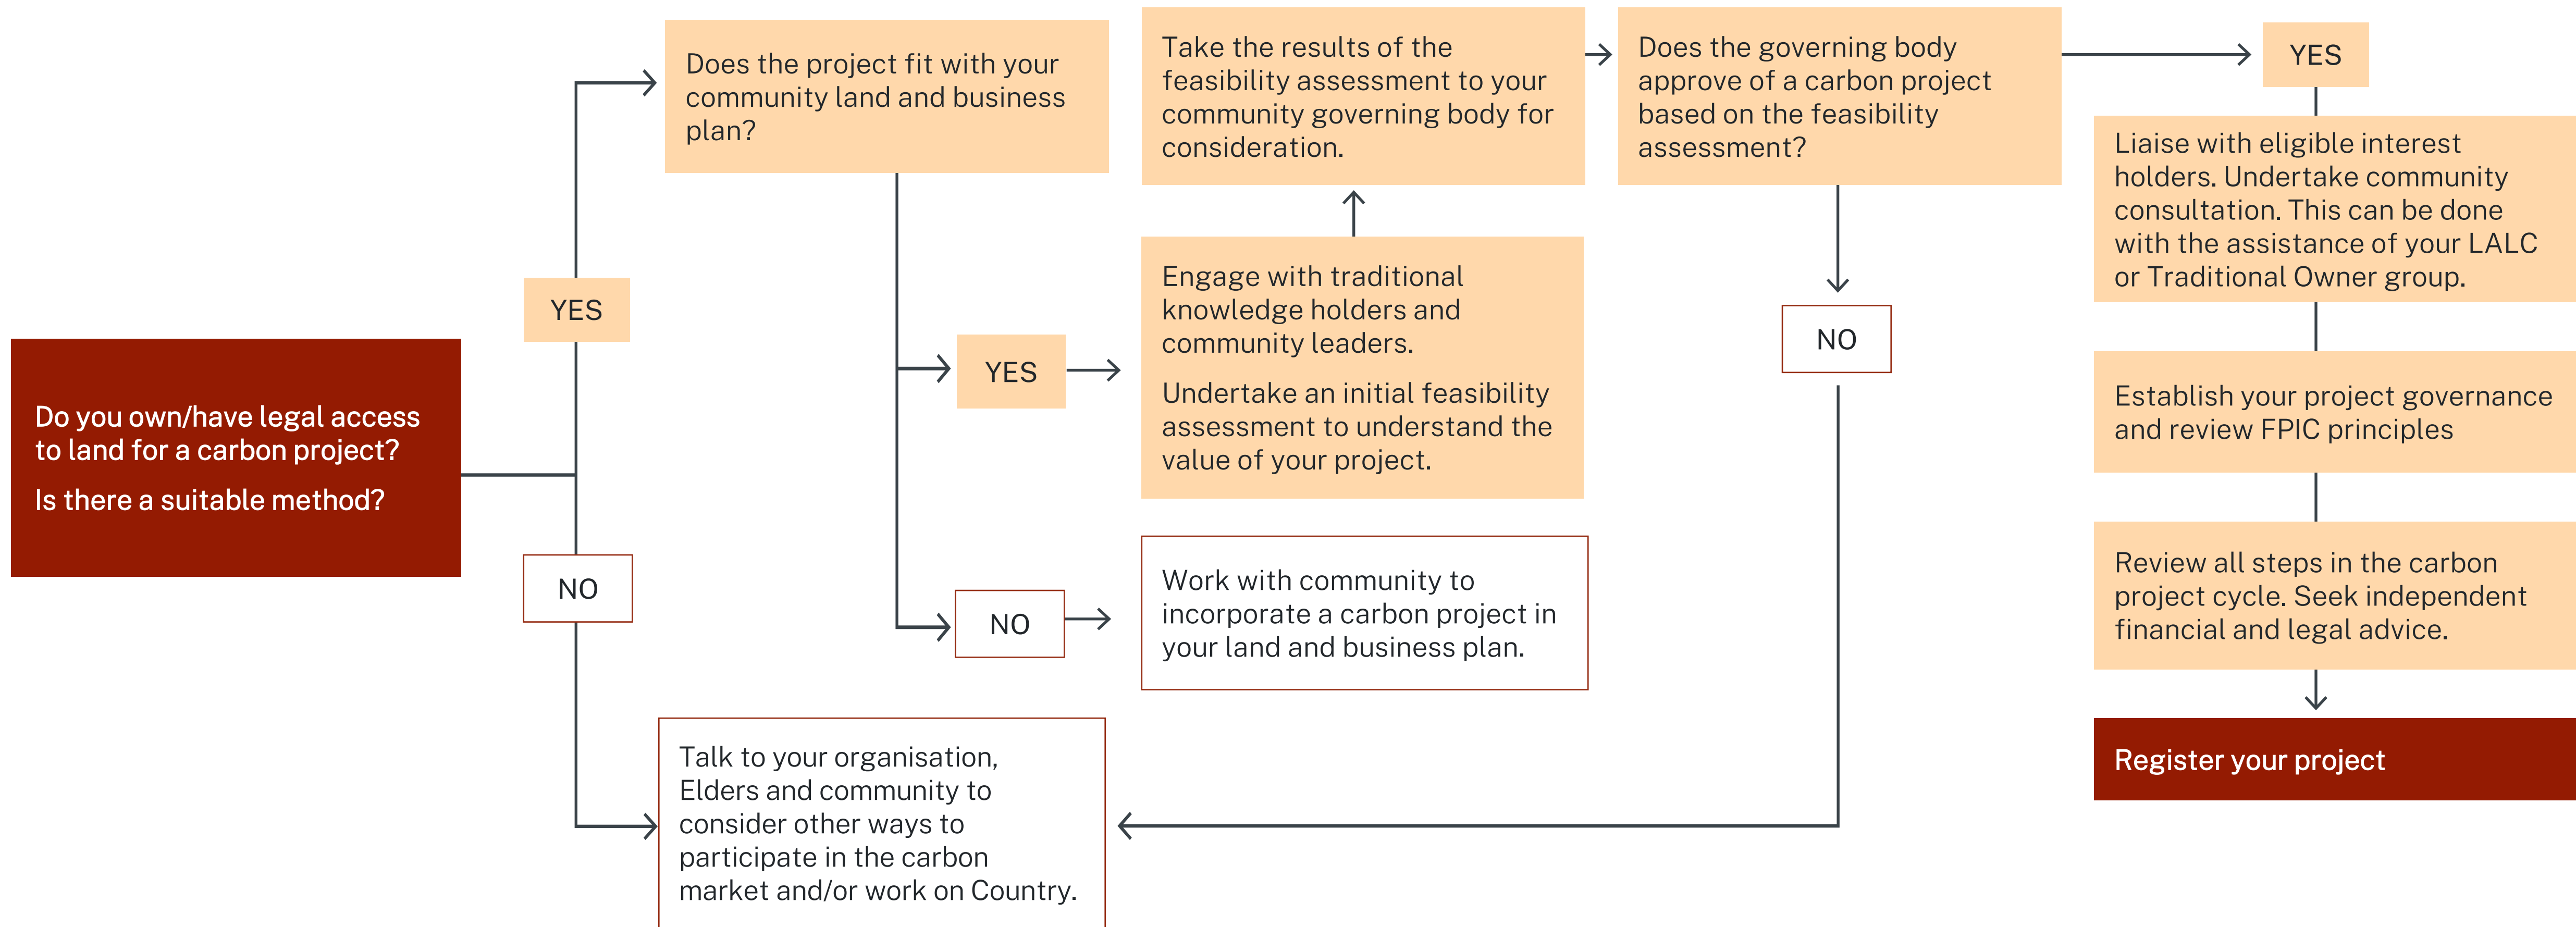 Do you own/have legal access
to land for a carbon project?
Is there a suitable method?
YES
NO
Does the project fit with your
community land and business
plan?
YES
NO
Take the results of the
feasibility assessment to your
community governing body for
consideration.
Engage with traditional
knowledge holders and
community leaders.
Undertake an initial feasibility
assessment to understand the
value of your project.
Work with community to
incorporate a carbon project in
your land and business plan.
Talk to your organisation,
Elders and community to
consider other ways to
participate in the carbon
market and/or work on Country.
Does the governing body
approve of a carbon project
based on the feasibility
assessment?
NO
YES
Liaise with eligible interest
holders. Undertake community
consultation. This can be done
with the assistance of your LALC
or Traditional Owner group.
Establish your project governance
and review FPIC principles
Review all steps in the carbon
project cycle. Seek independent
financial and legal advice.
Register your project